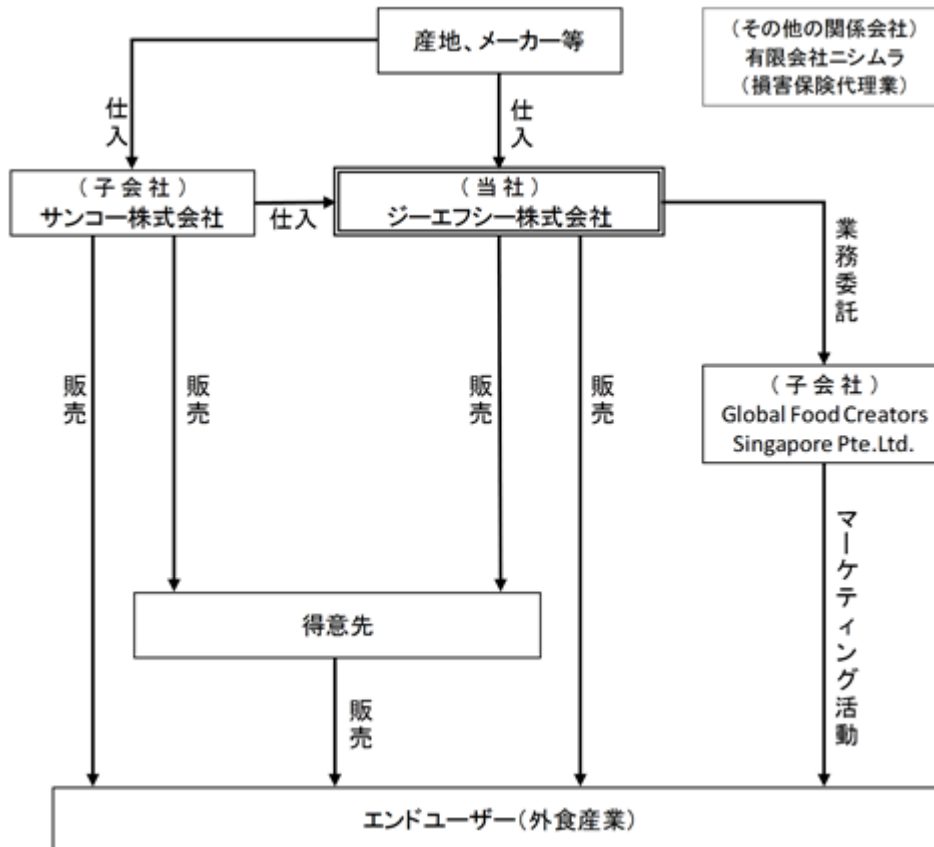 産地、メーカー等
(その他の関係会社)
有限会社ニシムラ
(損害保険代理業)
仕入
仕入
(子会社)
サンコー株式会社
仕入
(当社)
ジーエフシー株式会社
業務委託
販売
販売
販売
販売
(子会社)
Global Food Creators
Singapore Pte.Ltd.
マーケティング活動
得意先
販売
エンドユーザー(外食産業)